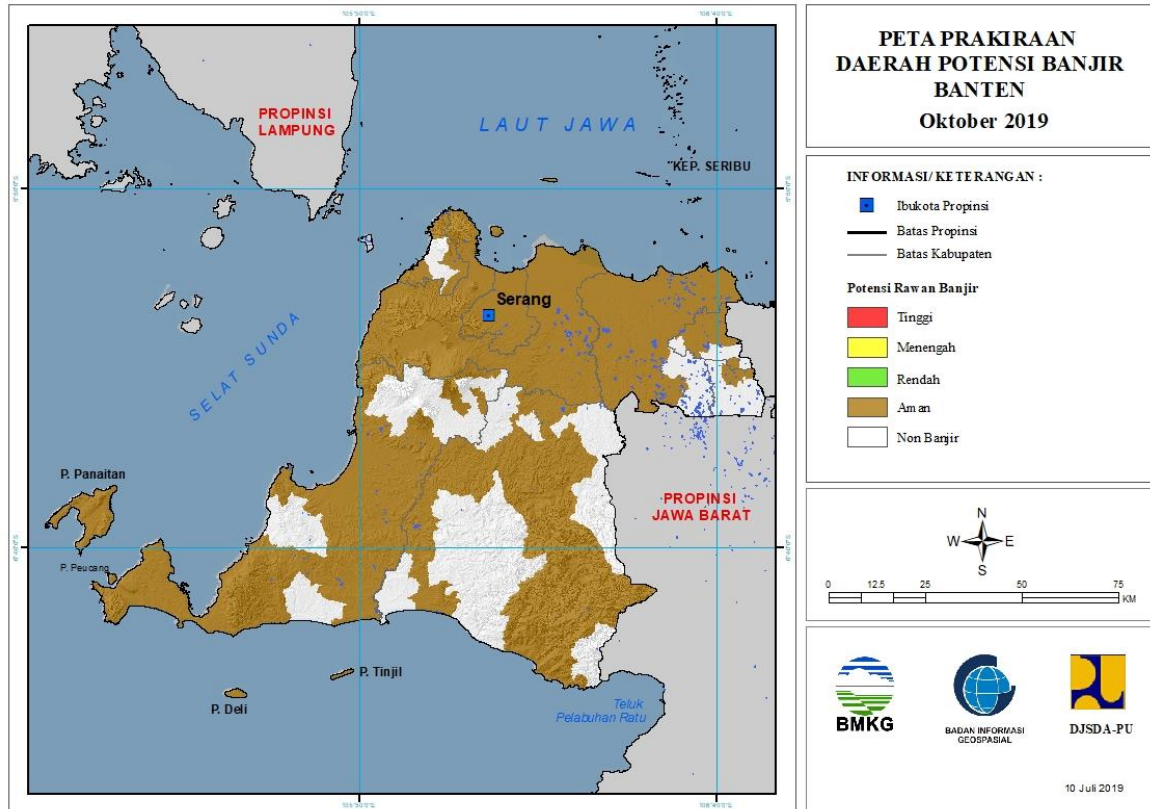 PETA PRAKIRAAN
DAERAH POTENSI BANJIR
BANTEN
Oktober 2019
INFORMASI/ KETERANGAN :
Ibukota Propinsi
Batas Propinsi
Batas Kabupaten
Potensi Rawan Banjir
Tinggi
Menengah
Rendah
Aman
Non Banjir
N
W E
S
0 12.5 25 50 75
KM
BMKG
BADAN INFORMASI
GEOSPASIAL
DJSDA-PU
10 Juli 2019
PROPINSI
LAMPUNG
LAUT JAWA
KEP. SERIBU
Serang
SELAT SUNDA
P. Panaitan
P. Peucang
PROPINSI
JAWA BARAT
P. Tinjil
P. Deli
Teluk
Pelabuhan Ratu